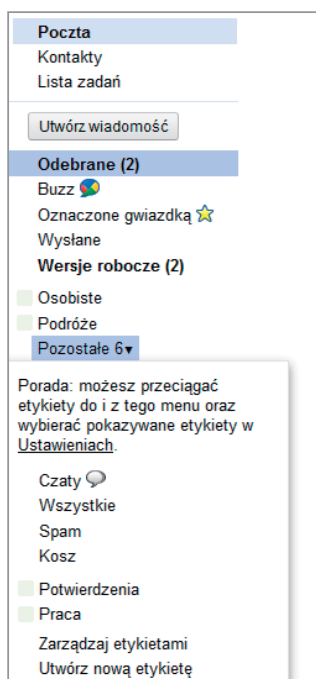 Poczta
Kontakty
Lista zadań
Utwórz wiadomość
Odebrane (2)
Buzz
Oznaczone gwiazdką
Wysłane
Wersje robocze (2)
Osobiste
Podróże
Pozostałe 6▾
Porada: możesz przeciągać
etykiety do i z tego menu oraz
wybierać pokazywane etykiety w
Ustawieniach.
Czaty
Wszystkie
Spam
Kosz
Potwierdzenia
Praca
Zarządzaj etykietami
Utwórz nową etykietę